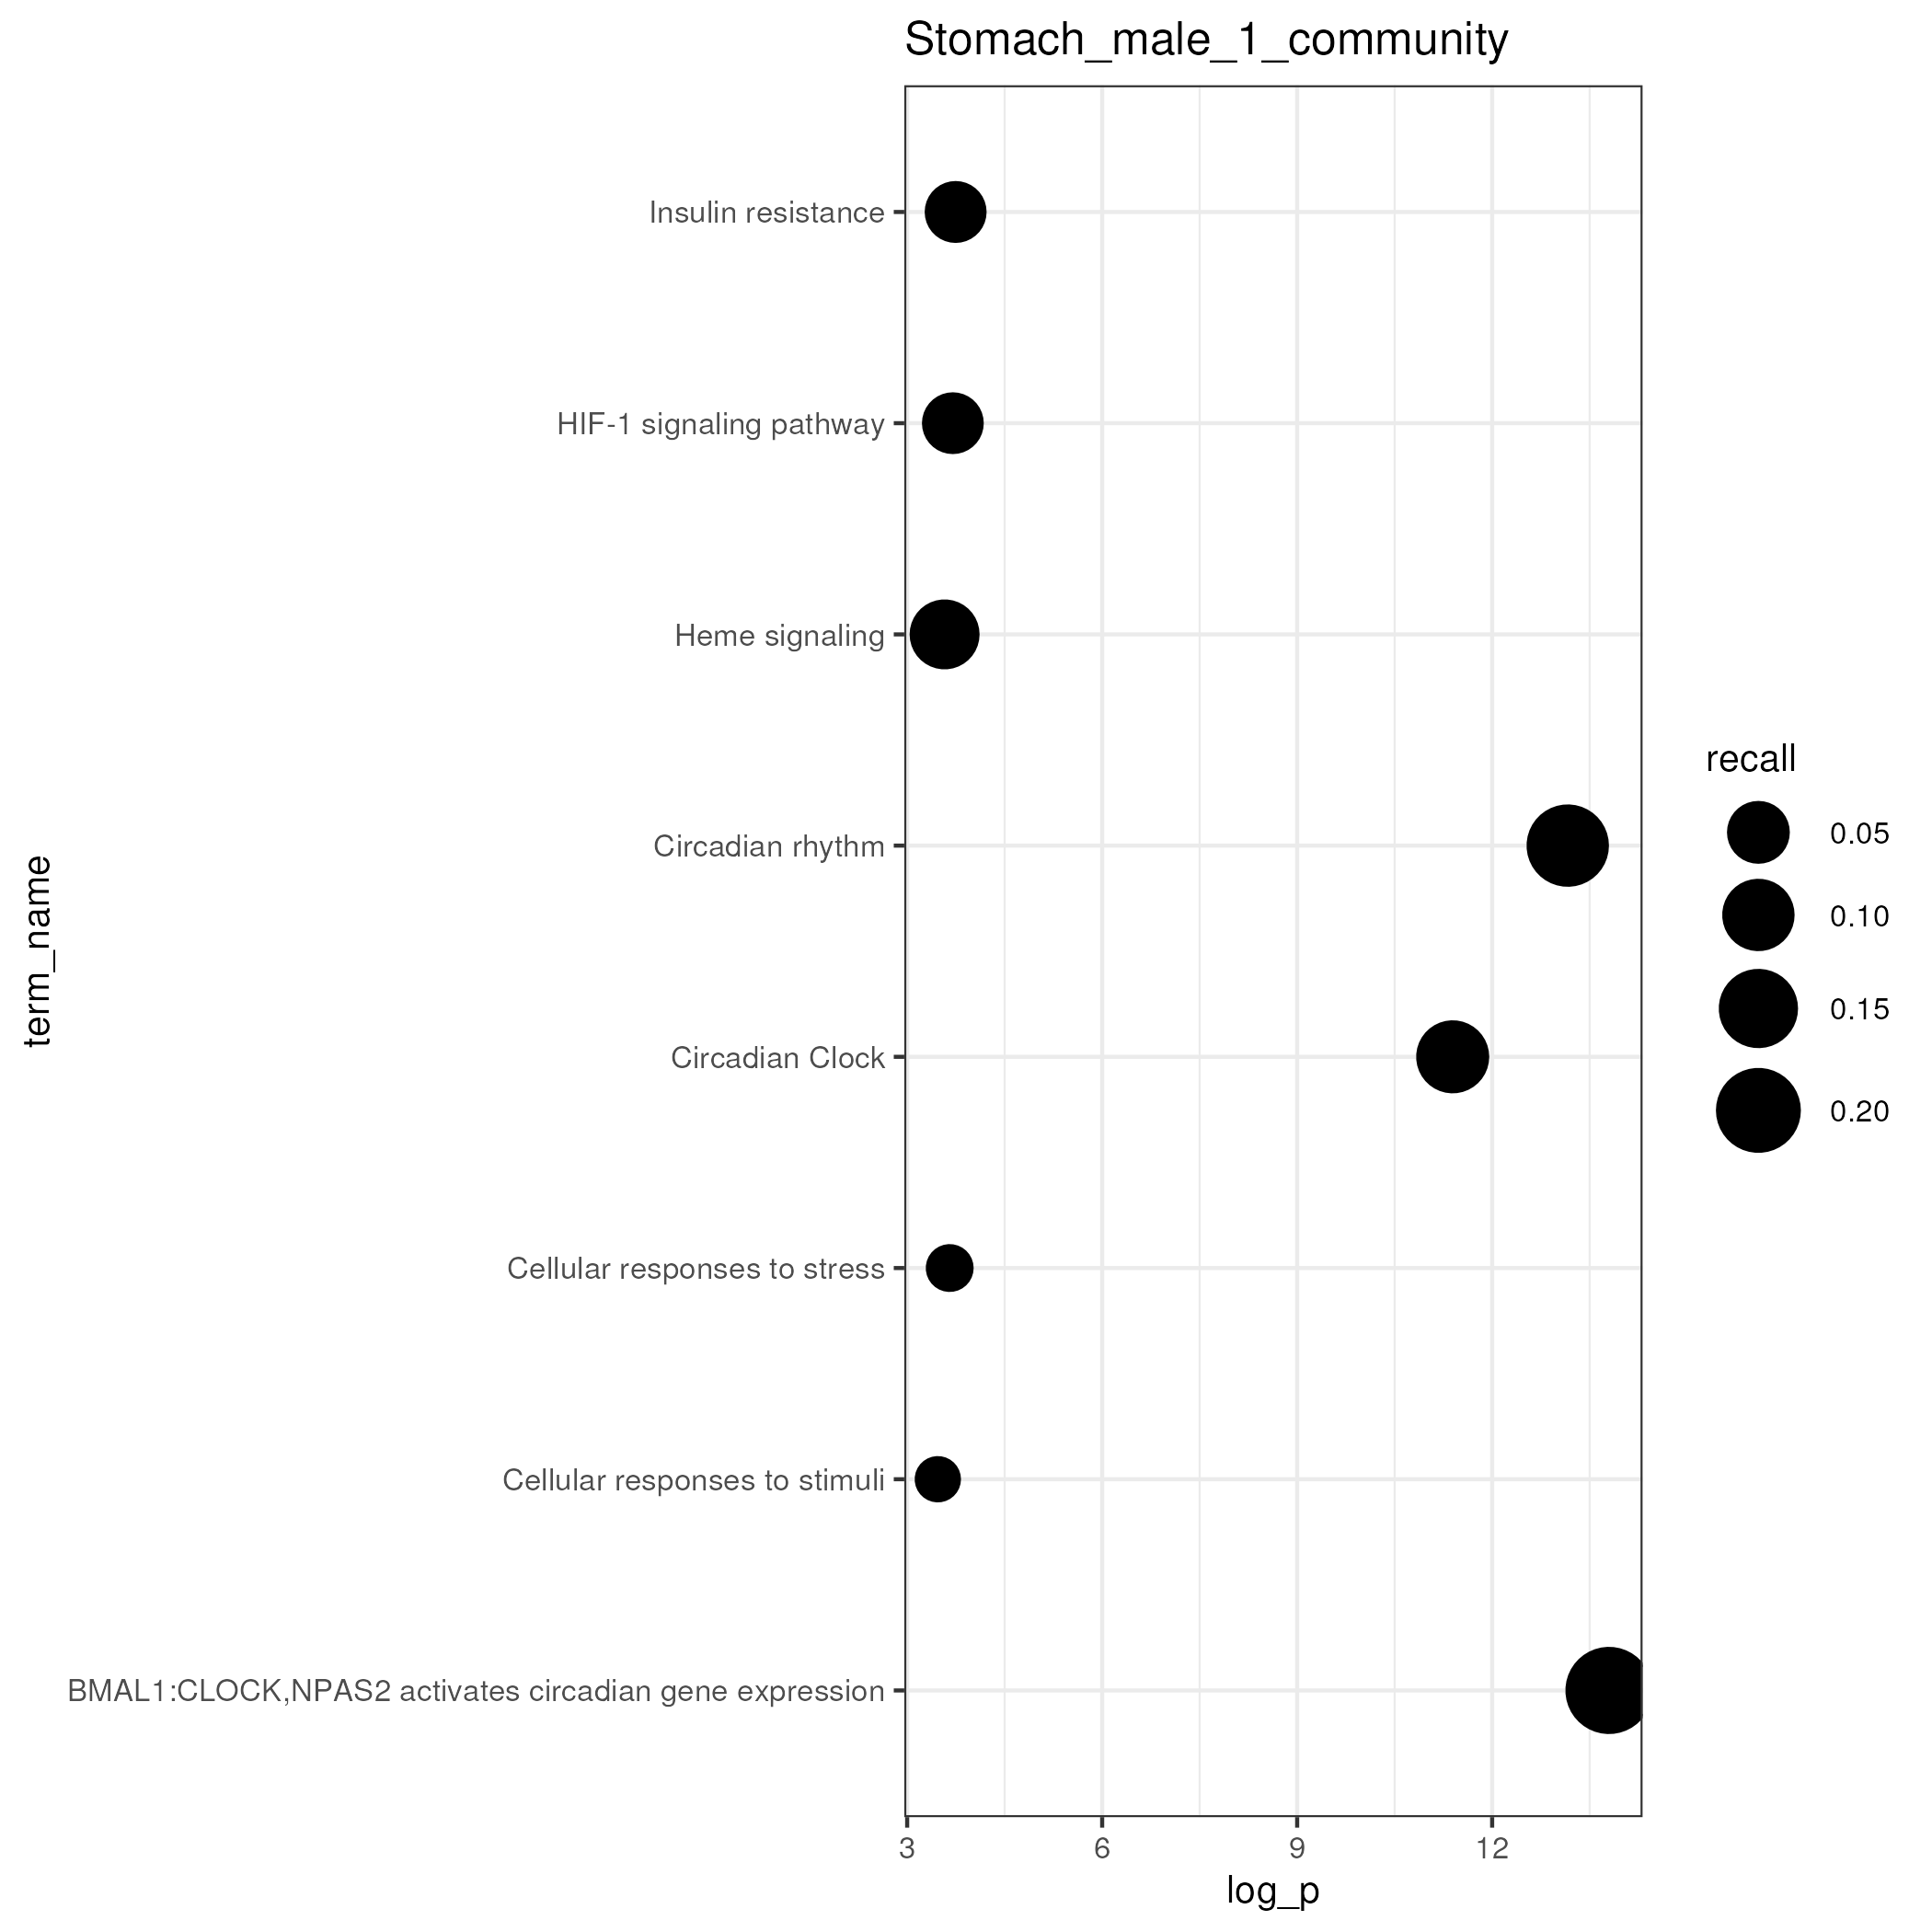 Stomach_male_1_community
Insulin resistance
HIF-1 signaling pathway
Heme signaling
Circadian rhythm
Circadian Clock
Cellular responses to stress
Cellular responses to stimuli
BMAL1:CLOCK,NPAS2 activates circadian gene expression
term_name
3 6 9 12
log_p
recall
0.05
0.10
0.15
0.20